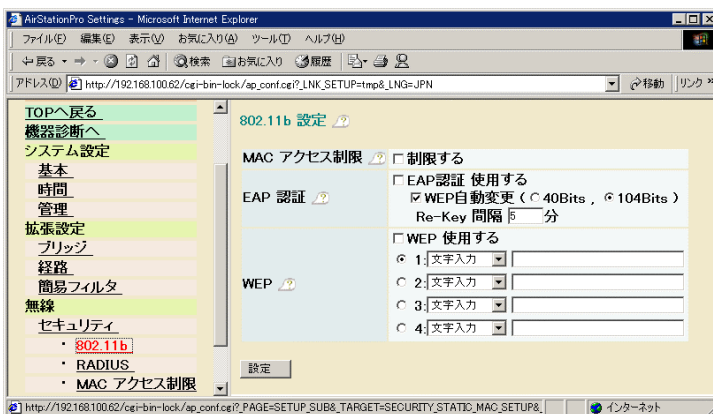 AirStationPro Settings - Microsoft Internet Explorer
ファイル(F) 編集(E) 表示(V) お気に入り(A) ツール(T) ヘルプ(H)
戻る 検索 お気に入り 履歴
アドレス(D) http://192.168.100.62/cgi-bin-lock/ap_conf.cgi?_LNK_SETUP=tmp&_LNG=JPN 移動 リンク »
TOPへ戻る
機器診断へ
システム設定
基本
時間
管理
拡張設定
ブリッジ
経路
簡易フィルタ
無線
セキュリティ
・ 802.11b
・ RADIUS
・ MAC アクセス制限
802.11b 設定 ?
MAC アクセス制限 ? 制限する
EAP 認証 ? EAP認証 使用する
WEP自動変更 ( 40Bits , 104Bits )
Re-Key 間隔 5 分
WEP ? WEP 使用する
1: 文字入力
2: 文字入力
3: 文字入力
4: 文字入力
設定
http://192.168.100.62/cgi-bin-lock/ap_conf.cgi?_PAGE=SETUP_SUB&_TARGET=SECURITY_STATIC_MAC_SETUP&_ インターネット